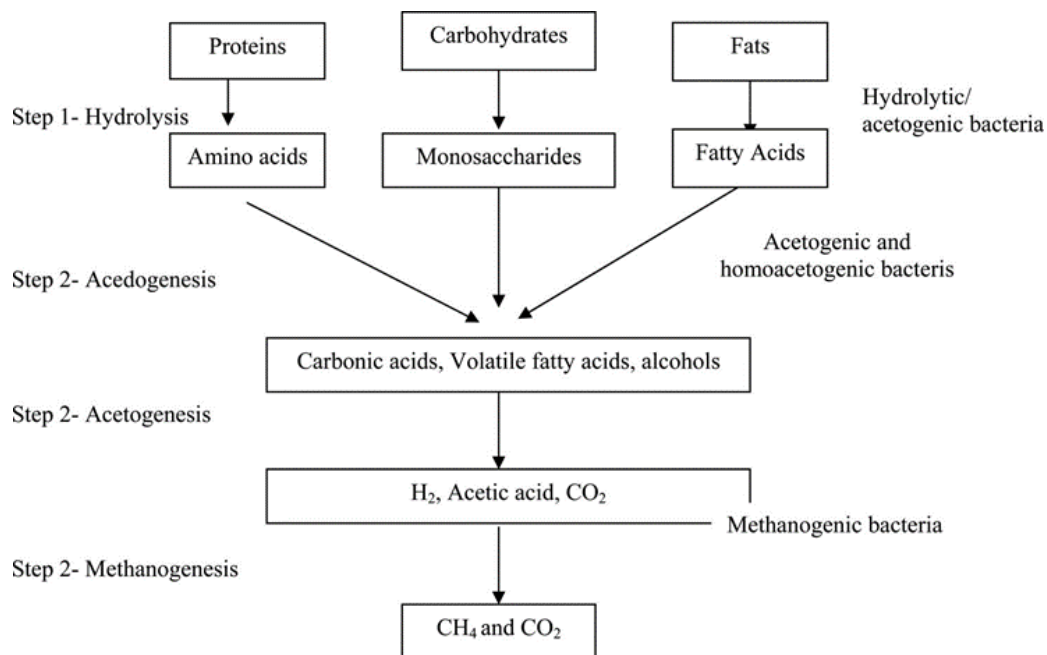 Proteins
Carbohydrates
Fats
Step 1- Hydrolysis
Hydrolytic/
acetogenic bacteria
Amino acids
Monosaccharides
Fatty Acids
Acetogenic and
homoacetogenic bacteris
Step 2- Acedogenesis
Carbonic acids, Volatile fatty acids, alcohols
Step 2- Acetogenesis
H₂, Acetic acid, CO₂
Methanogenic bacteria
Step 2- Methanogenesis
CH₄ and CO₂